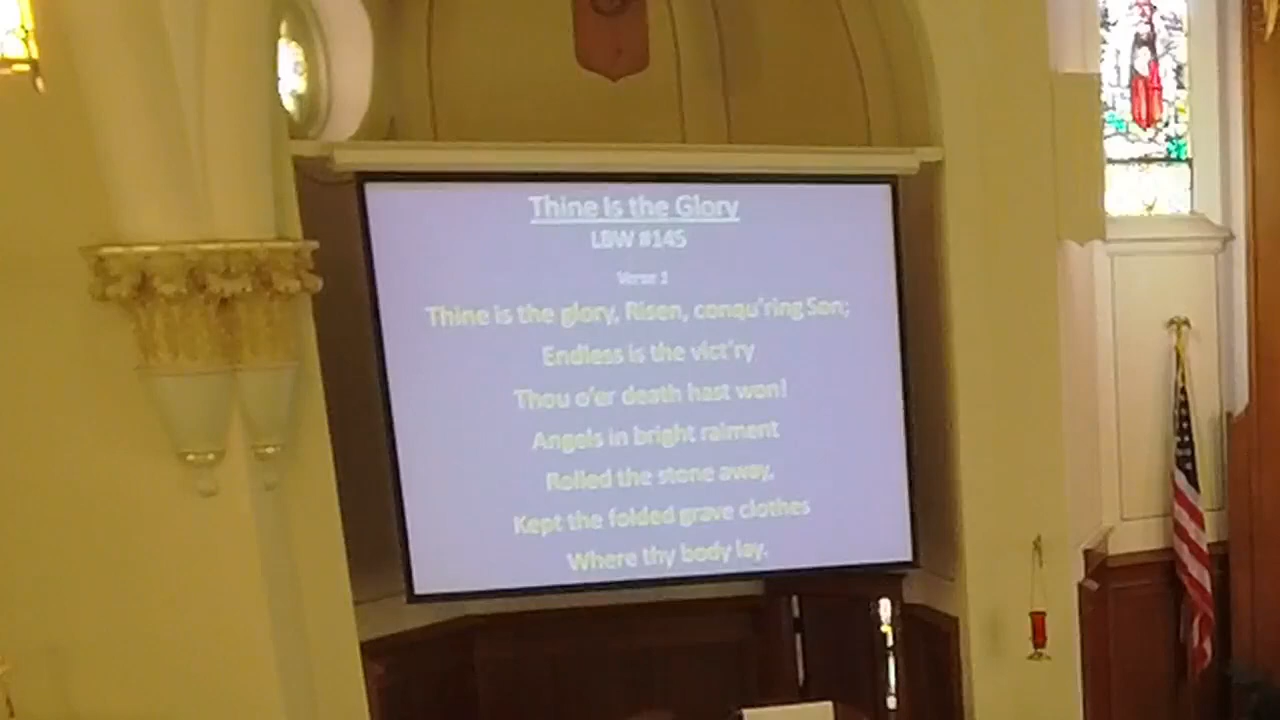 Thine Is the Glory
LBW #145
Verse 1
Thine is the glory, Risen, conqu'ring Son;
Endless is the vict'ry
Thou o'er death hast won!
Angels in bright raiment
Rolled the stone away,
Kept the folded grave clothes
Where thy body lay.